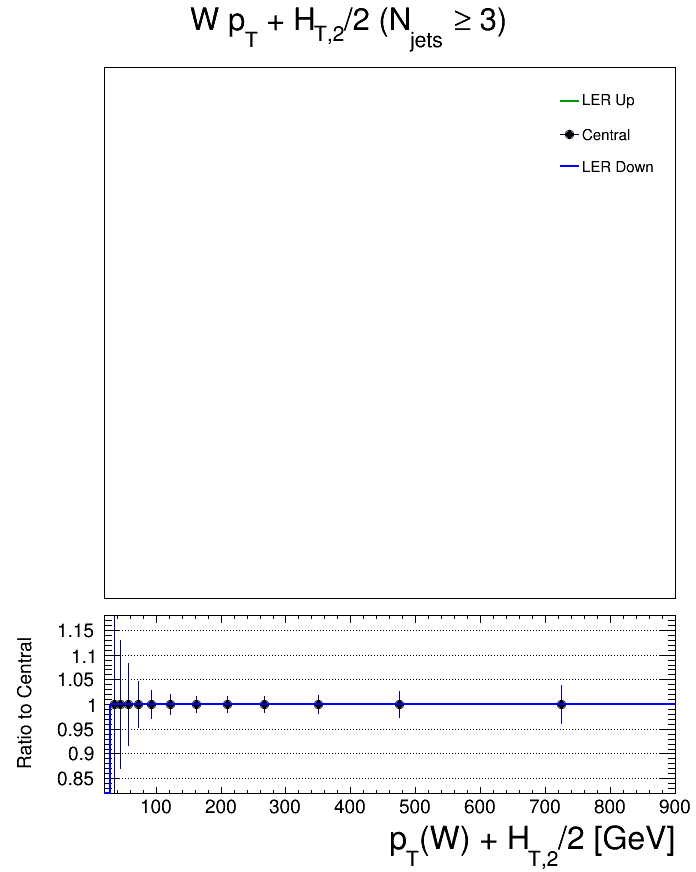 W p_T + H_T,2/2 (N_jets ≥ 3)
LER Up
Central
LER Down
Ratio to Central
1.15
1.1
1.05
1
0.95
0.9
0.85
100 200 300 400 500 600 700 800 900
p_T(W) + H_T,2/2 [GeV]